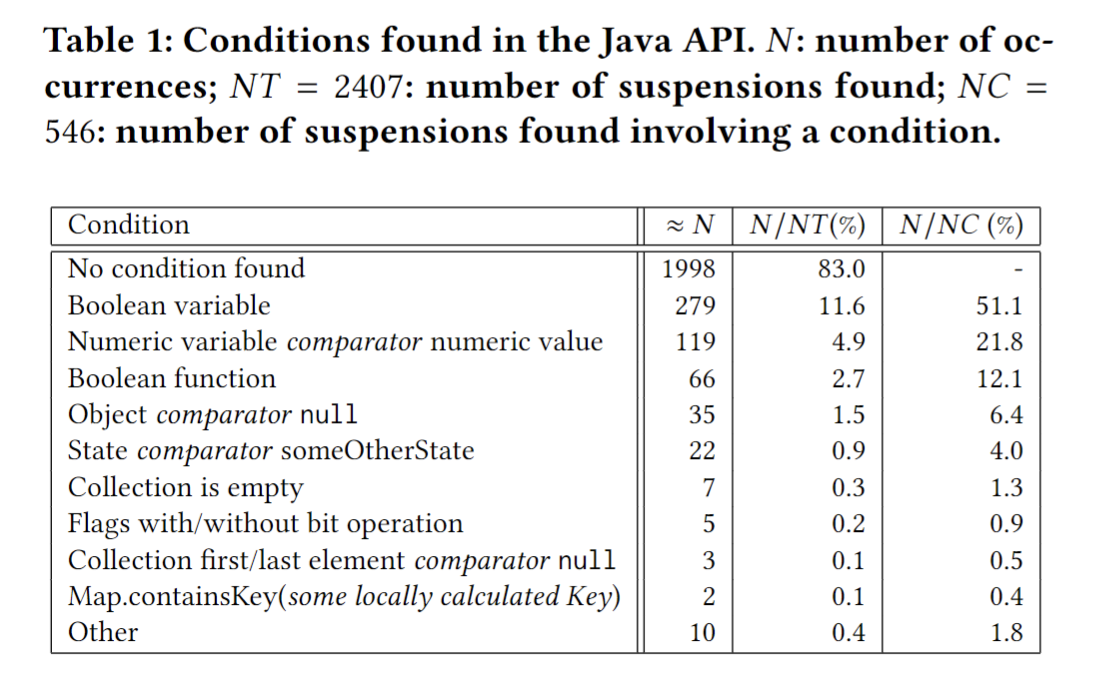 Table 1: Conditions found in the Java API. N: number of oc-
currences; NT = 2407: number of suspensions found; NC =
546: number of suspensions found involving a condition.
Condition ≈ N N/NT(%) N/NC (%)
No condition found 1998 83.0 -
Boolean variable 279 11.6 51.1
Numeric variable comparator numeric value 119 4.9 21.8
Boolean function 66 2.7 12.1
Object comparator null 35 1.5 6.4
State comparator someOtherState 22 0.9 4.0
Collection is empty 7 0.3 1.3
Flags with/without bit operation 5 0.2 0.9
Collection first/last element comparator null 3 0.1 0.5
Map.containsKey(some locally calculated Key) 2 0.1 0.4
Other 10 0.4 1.8